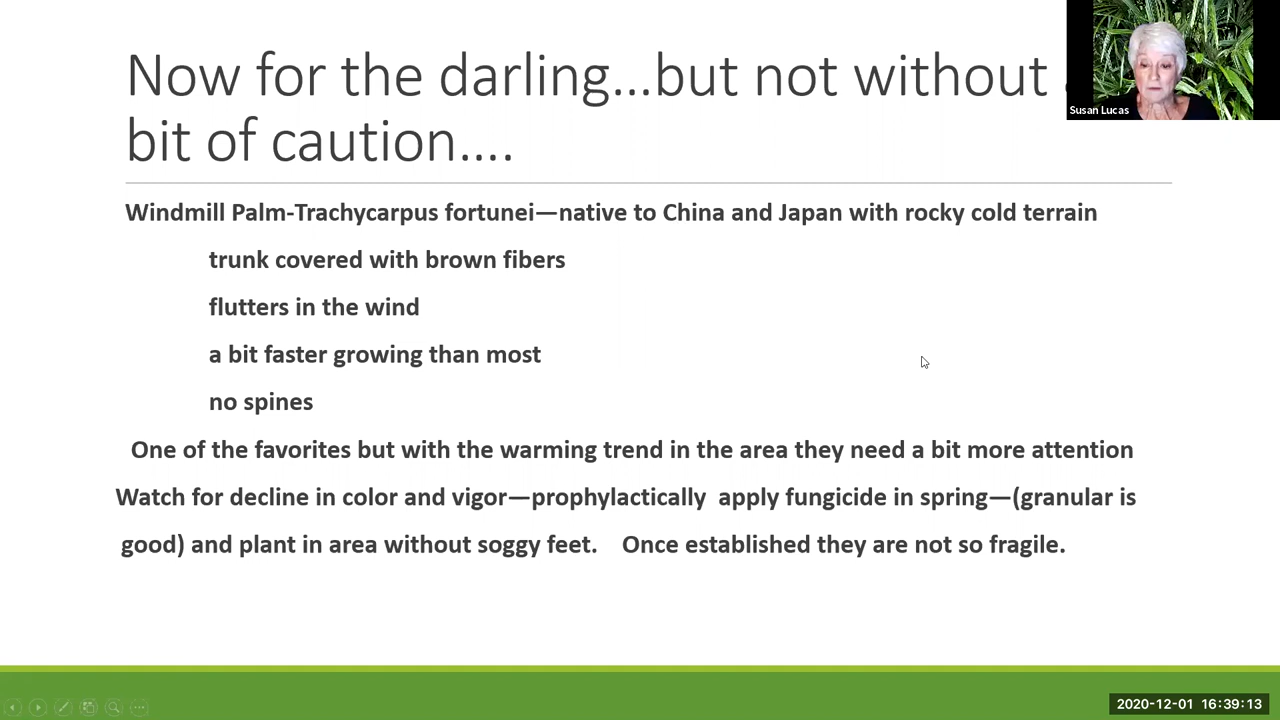 Now for the darling...but not without
bit of caution....
Susan Lucas
Windmill Palm-Trachycarpus fortunei—native to China and Japan with rocky cold terrain
trunk covered with brown fibers
flutters in the wind
a bit faster growing than most
no spines
One of the favorites but with the warming trend in the area they need a bit more attention
Watch for decline in color and vigor—prophylactically  apply fungicide in spring—(granular is
good) and plant in area without soggy feet.    Once established they are not so fragile.
2020-12-01 16:39:13